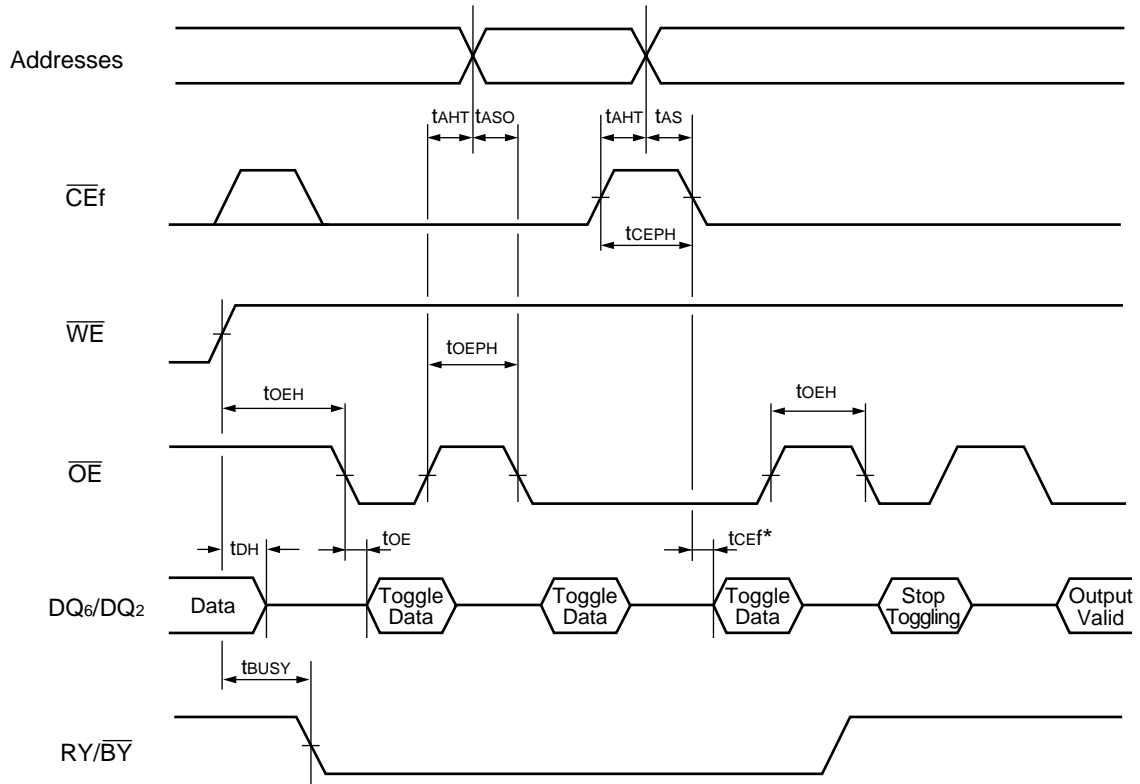 Addresses
tAHT tASO tAHT tAS
CEf
tCEPH
WE
tOEPH
tOEH tOEH
OE
tDH tOE tCEf*
DQ6/DQ2 Data Toggle Data Toggle Data Toggle Data Stop Toggling Output Valid
tBUSY
RY/BY